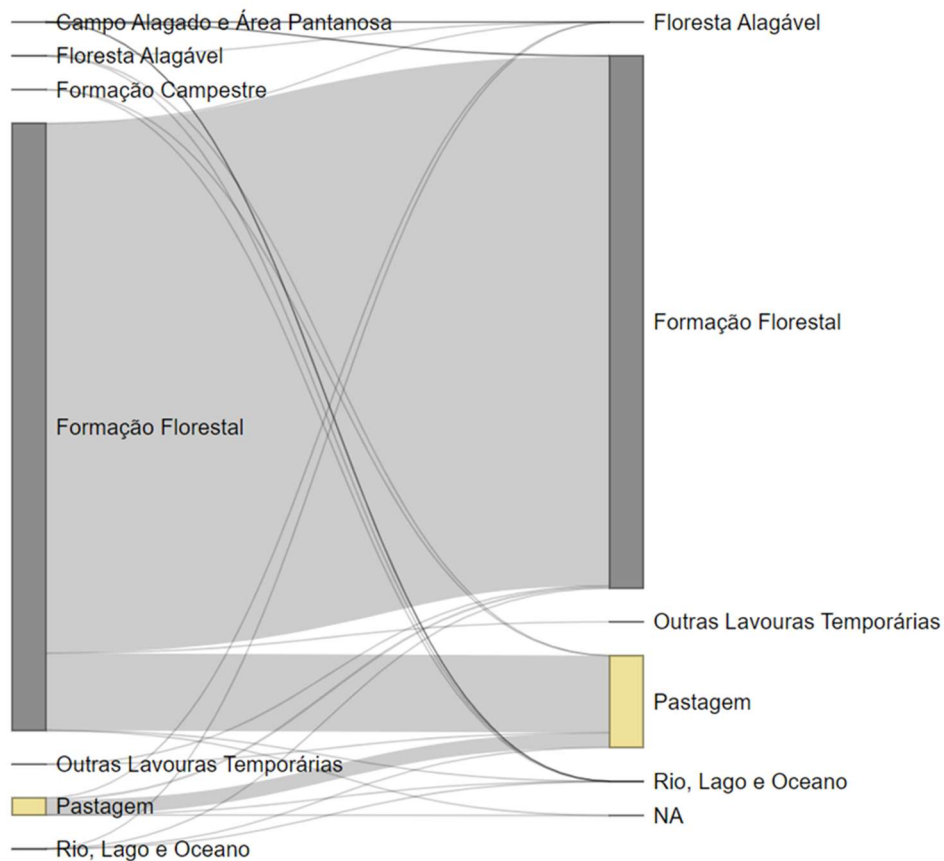 Campo Alagado e Área Pantanosa
Floresta Alagável
Formação Campestre
Formação Florestal
Outras Lavouras Temporárias
Pastagem
Rio, Lago e Oceano
Floresta Alagável
Formação Florestal
Outras Lavouras Temporárias
Pastagem
Rio, Lago e Oceano
NA